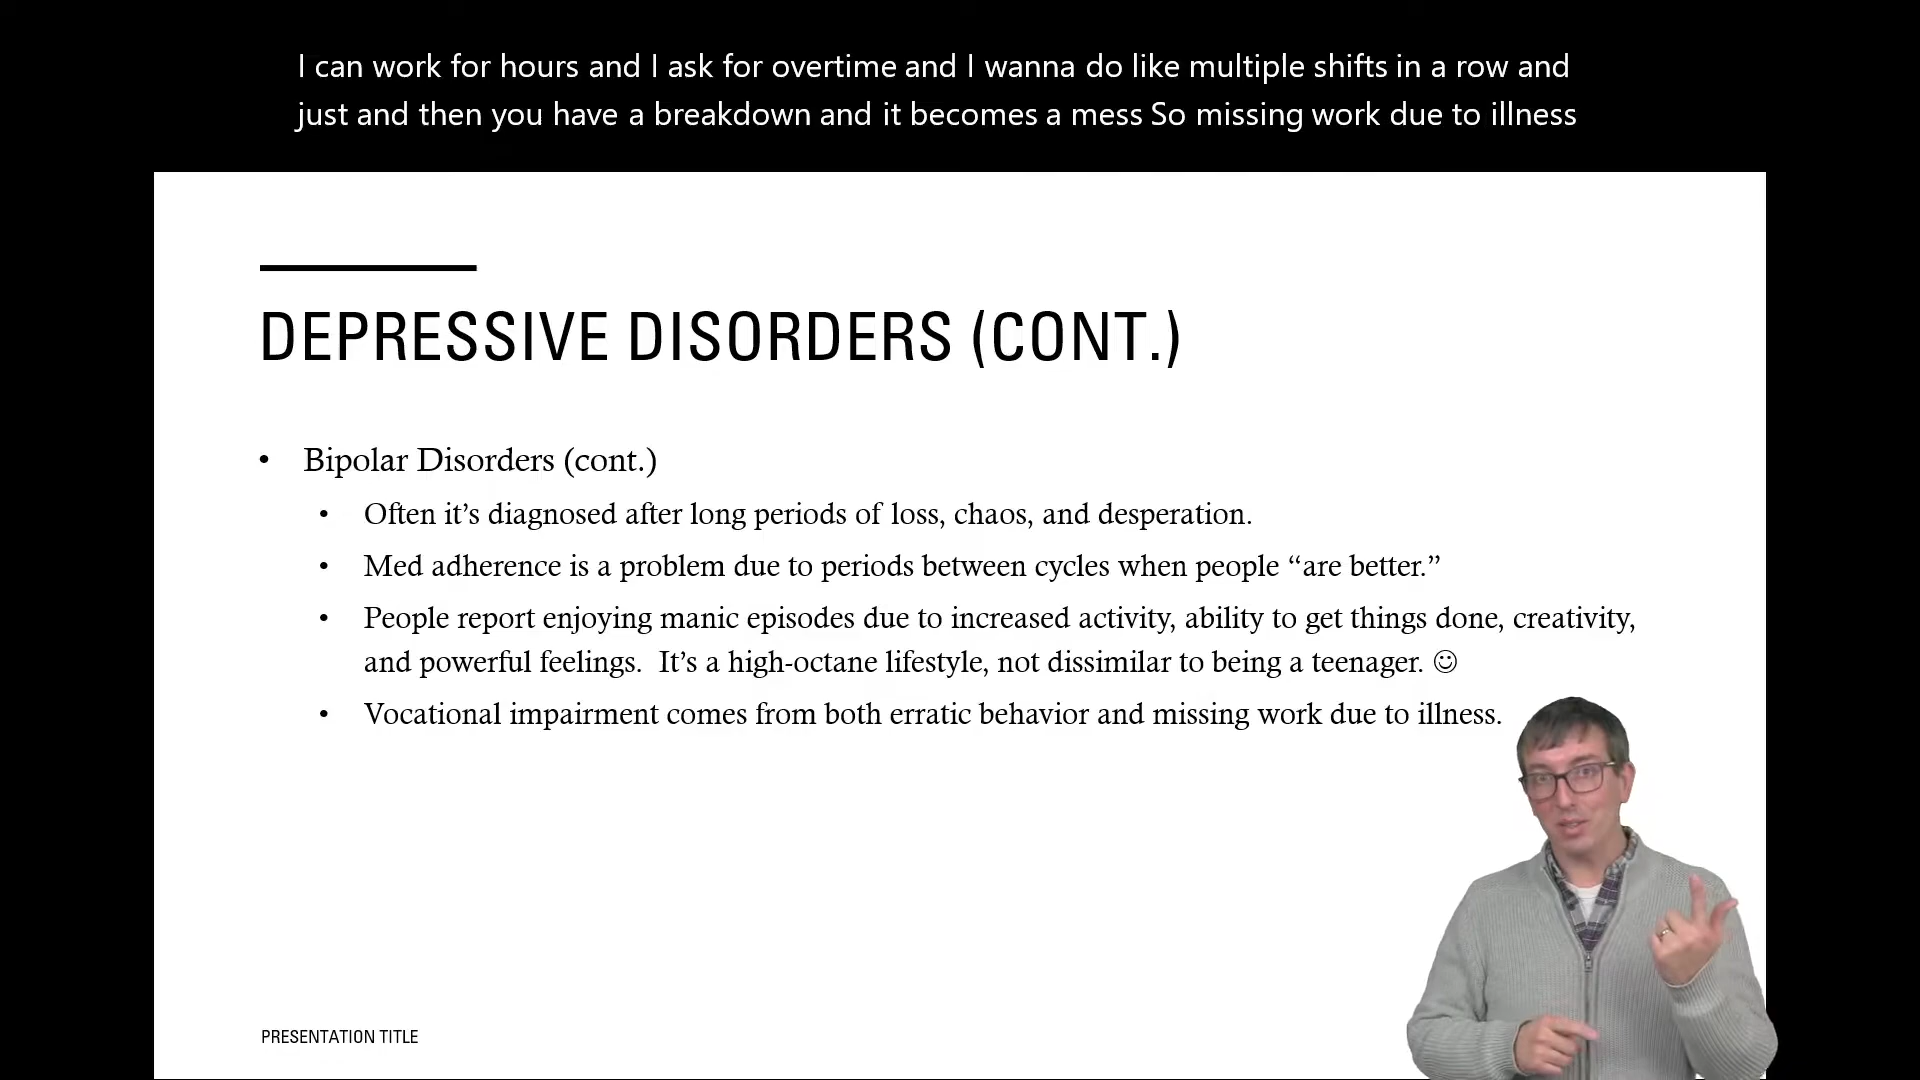 I can work for hours and I ask for overtime and I wanna do like multiple shifts in a row and
just and then you have a breakdown and it becomes a mess So missing work due to illness
DEPRESSIVE DISORDERS (CONT.)
• Bipolar Disorders (cont.)
• Often it’s diagnosed after long periods of loss, chaos, and desperation.
• Med adherence is a problem due to periods between cycles when people “are better.”
• People report enjoying manic episodes due to increased activity, ability to get things done, creativity,
and powerful feelings.  It’s a high-octane lifestyle, not dissimilar to being a teenager. ☺
• Vocational impairment comes from both erratic behavior and missing work due to illness.
PRESENTATION TITLE